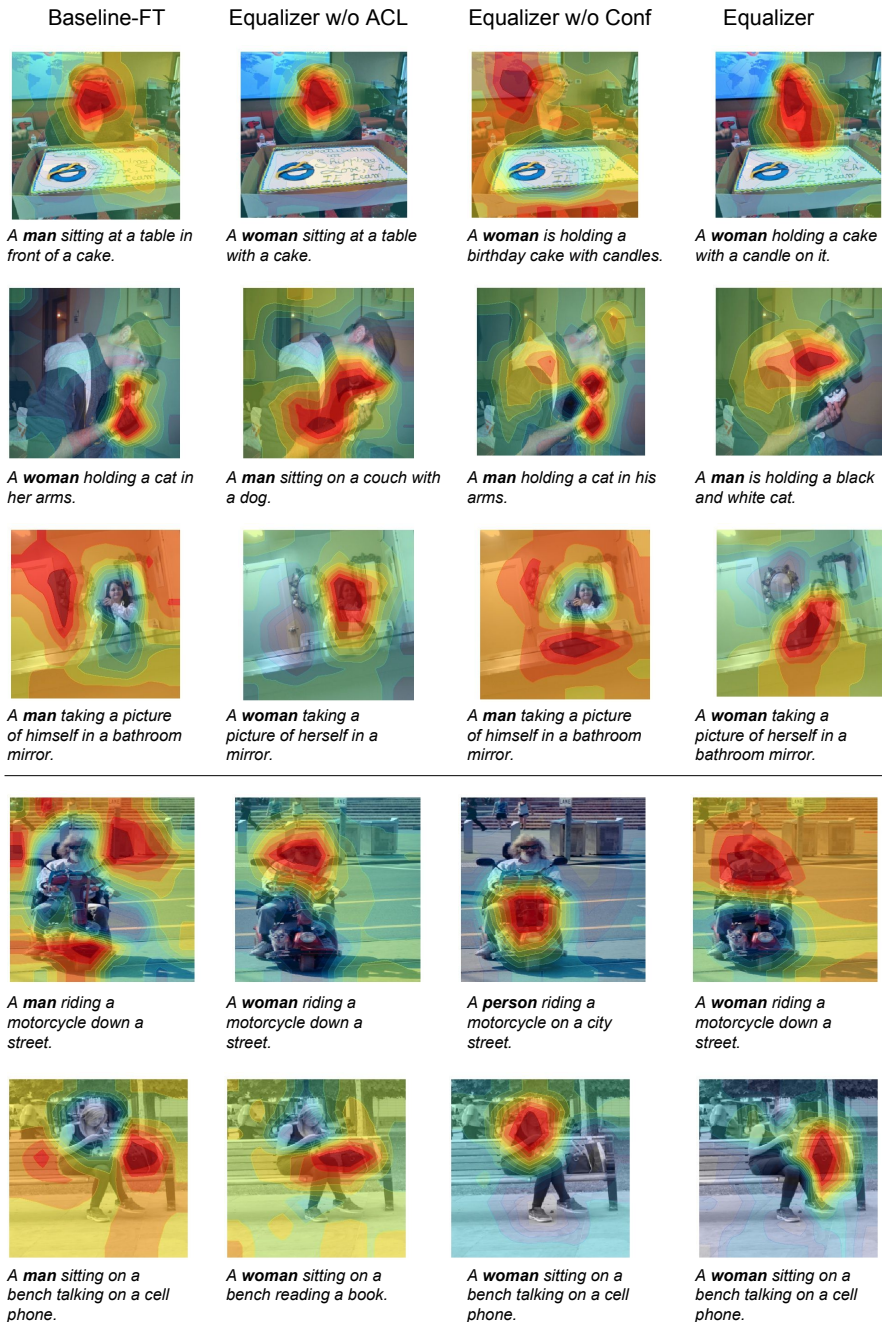 Baseline-FT Equalizer w/o ACL Equalizer w/o Conf Equalizer
A man sitting at a table in
front of a cake.
A woman sitting at a table
with a cake.
A woman is holding a
birthday cake with candles.
A woman holding a cake
with a candle on it.
A woman holding a cat in
her arms.
A man sitting on a couch with
a dog.
A man holding a cat in his
arms.
A man is holding a black
and white cat.
A man taking a picture
of himself in a bathroom
mirror.
A woman taking a
picture of herself in a
mirror.
A man taking a picture
of himself in a bathroom
mirror.
A woman taking a
picture of herself in a
bathroom mirror.
A man riding a
motorcycle down a
street.
A woman riding a
motorcycle down a
street.
A person riding a
motorcycle on a city
street.
A woman riding a
motorcycle down a
street.
A man sitting on a
bench talking on a cell
phone.
A woman sitting on a
bench reading a book.
A woman sitting on a
bench talking on a cell
phone.
A woman sitting on a
bench talking on a cell
phone.